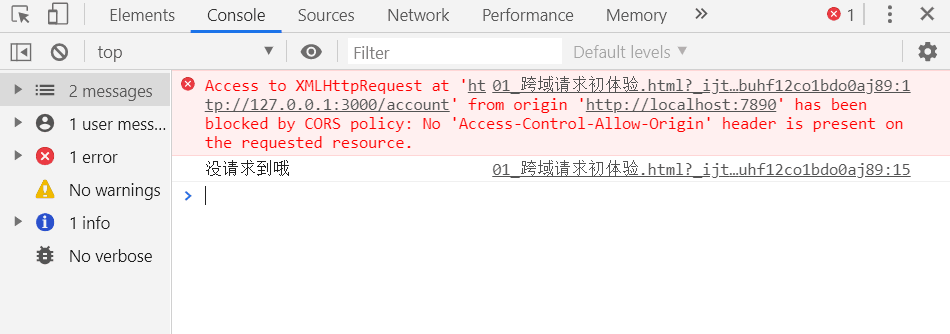 Elements Console Sources Network Performance Memory » 1
top Filter Default levels
2 messages
1 user mess...
1 error
No warnings
1 info
No verbose
Access to XMLHttpRequest at 'ht 01_跨域请求初体验.html?_ijt…buhf12co1bdo0aj89:1
tp://127.0.0.1:3000/account' from origin 'http://localhost:7890' has been
blocked by CORS policy: No 'Access-Control-Allow-Origin' header is present on
the requested resource.
没请求到哦 01_跨域请求初体验.html?_ijt…uhf12co1bdo0aj89:15
>